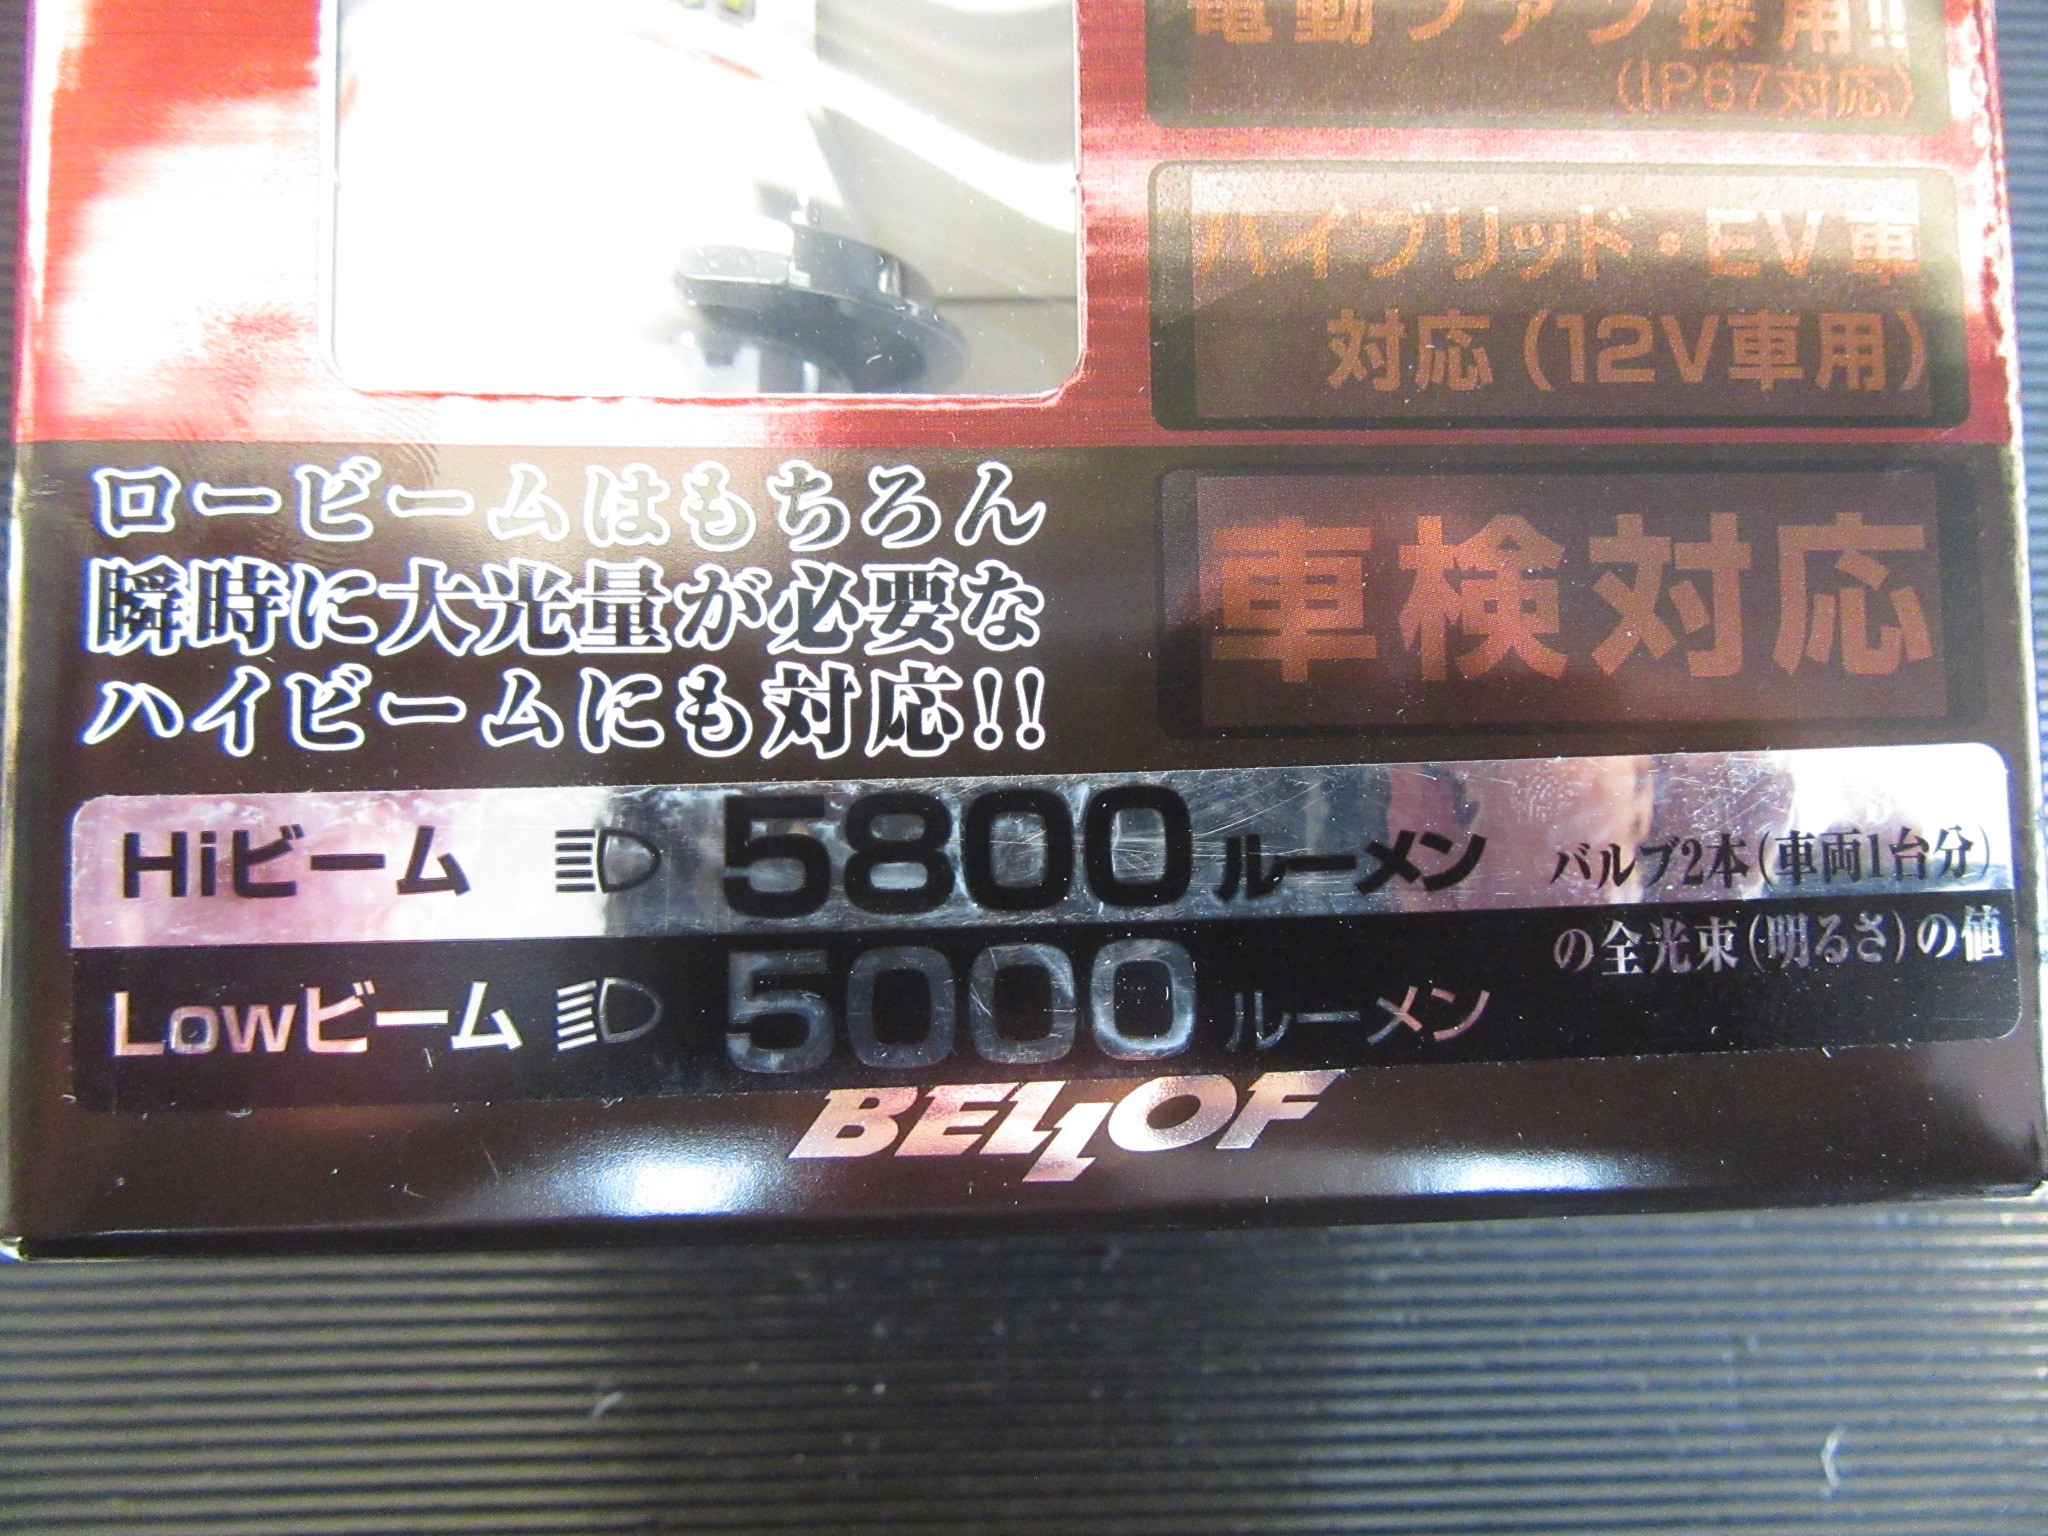 電動ファン採用!!
(IP67対応)
ハイブリッド・EV車
対応(12V車用)
車検対応
ロービームはもちろん
瞬時に大光量が必要な
ハイビームにも対応!!
Hiビーム 5800ルーメン
Lowビーム 5000ルーメン
バルブ2本(車両1台分)
の全光束(明るさ)の値
BELLOF